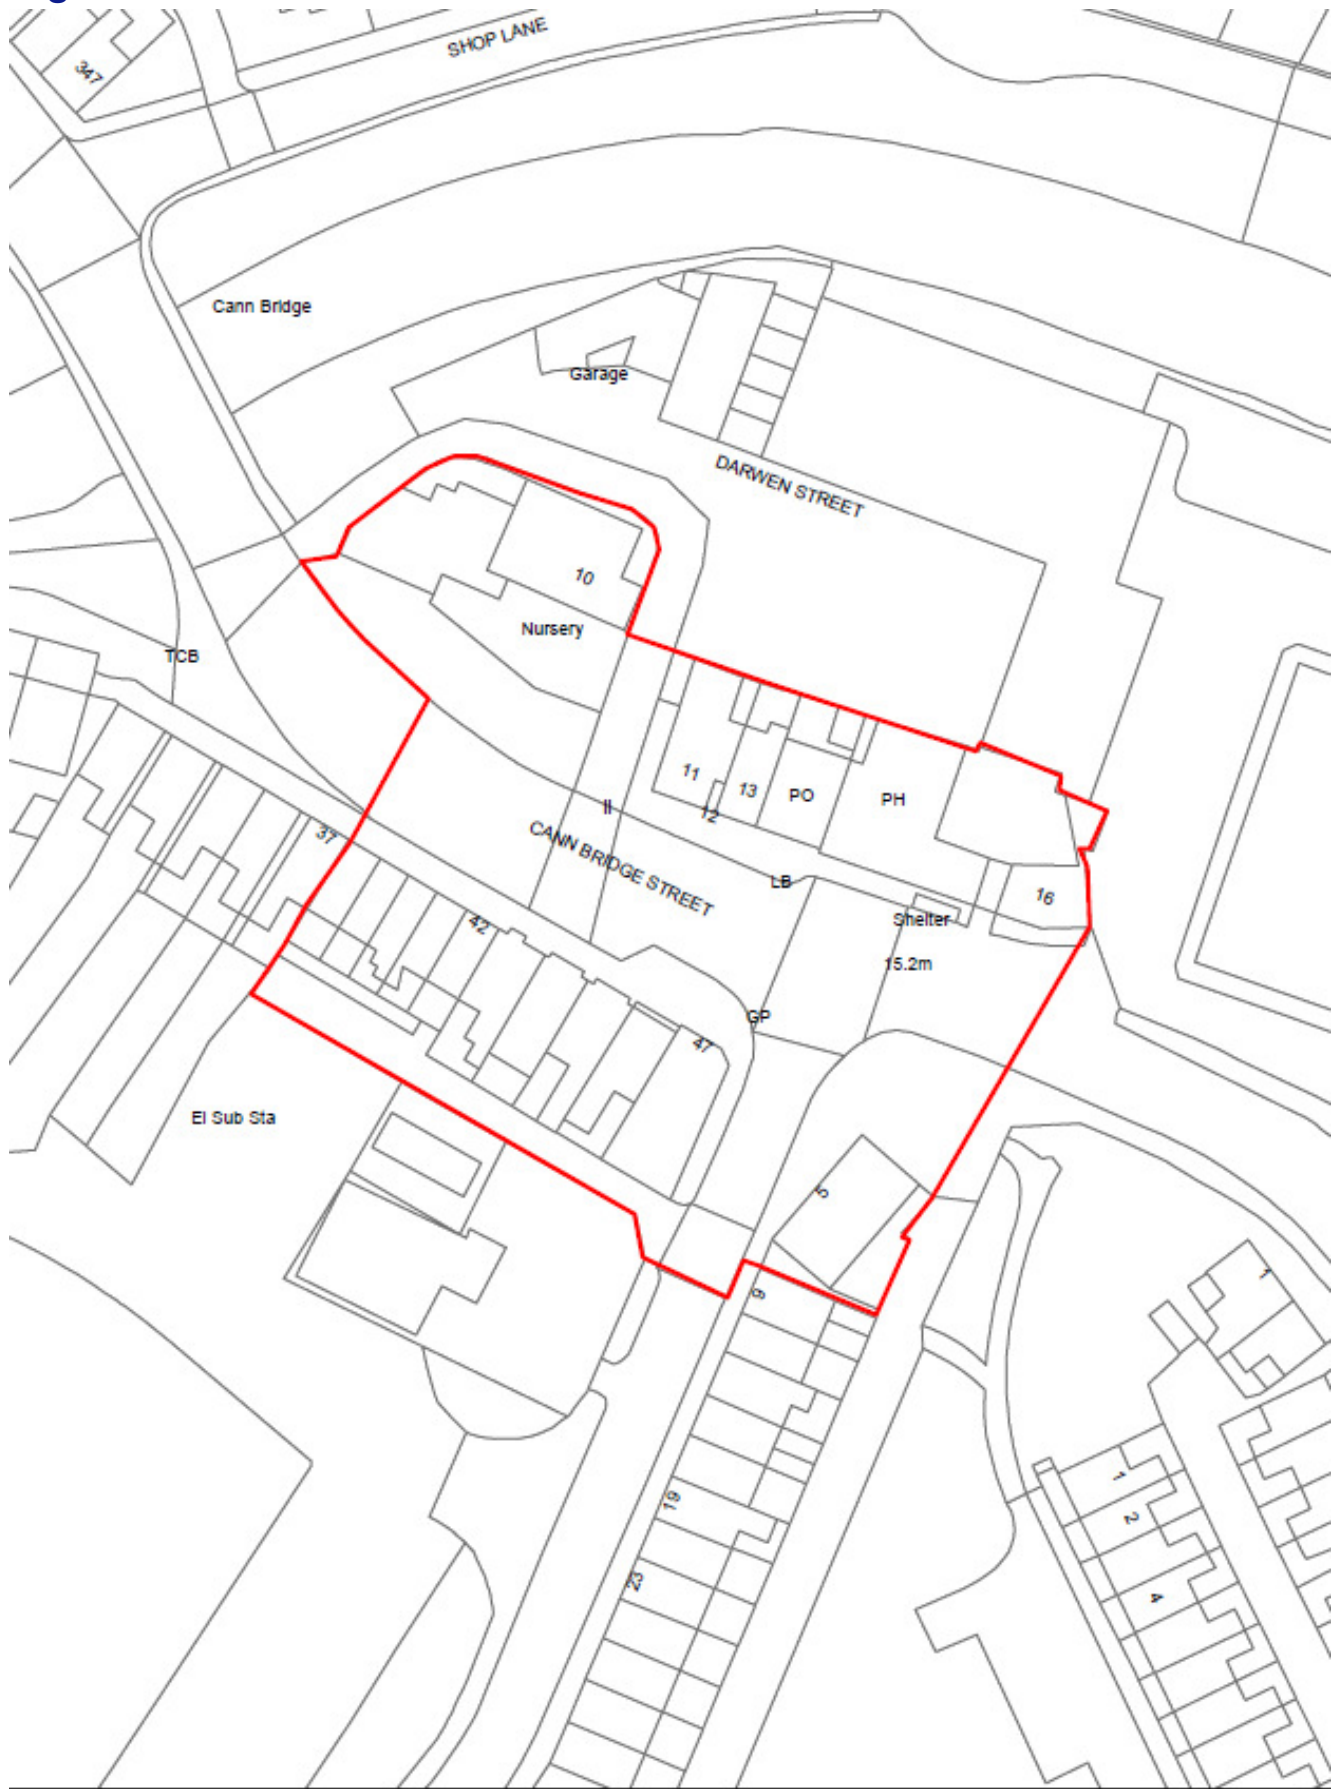 SHOP LANE
347
Cann Bridge
Garage
DARWEN STREET
10
Nursery
TCB
11
13
PO
PH
12
II
37
CANN BRIDGE STREET
LB
16
42
Shelter
15.2m
GP
47
El Sub Sta
5
9
1
19
1
2
23
4